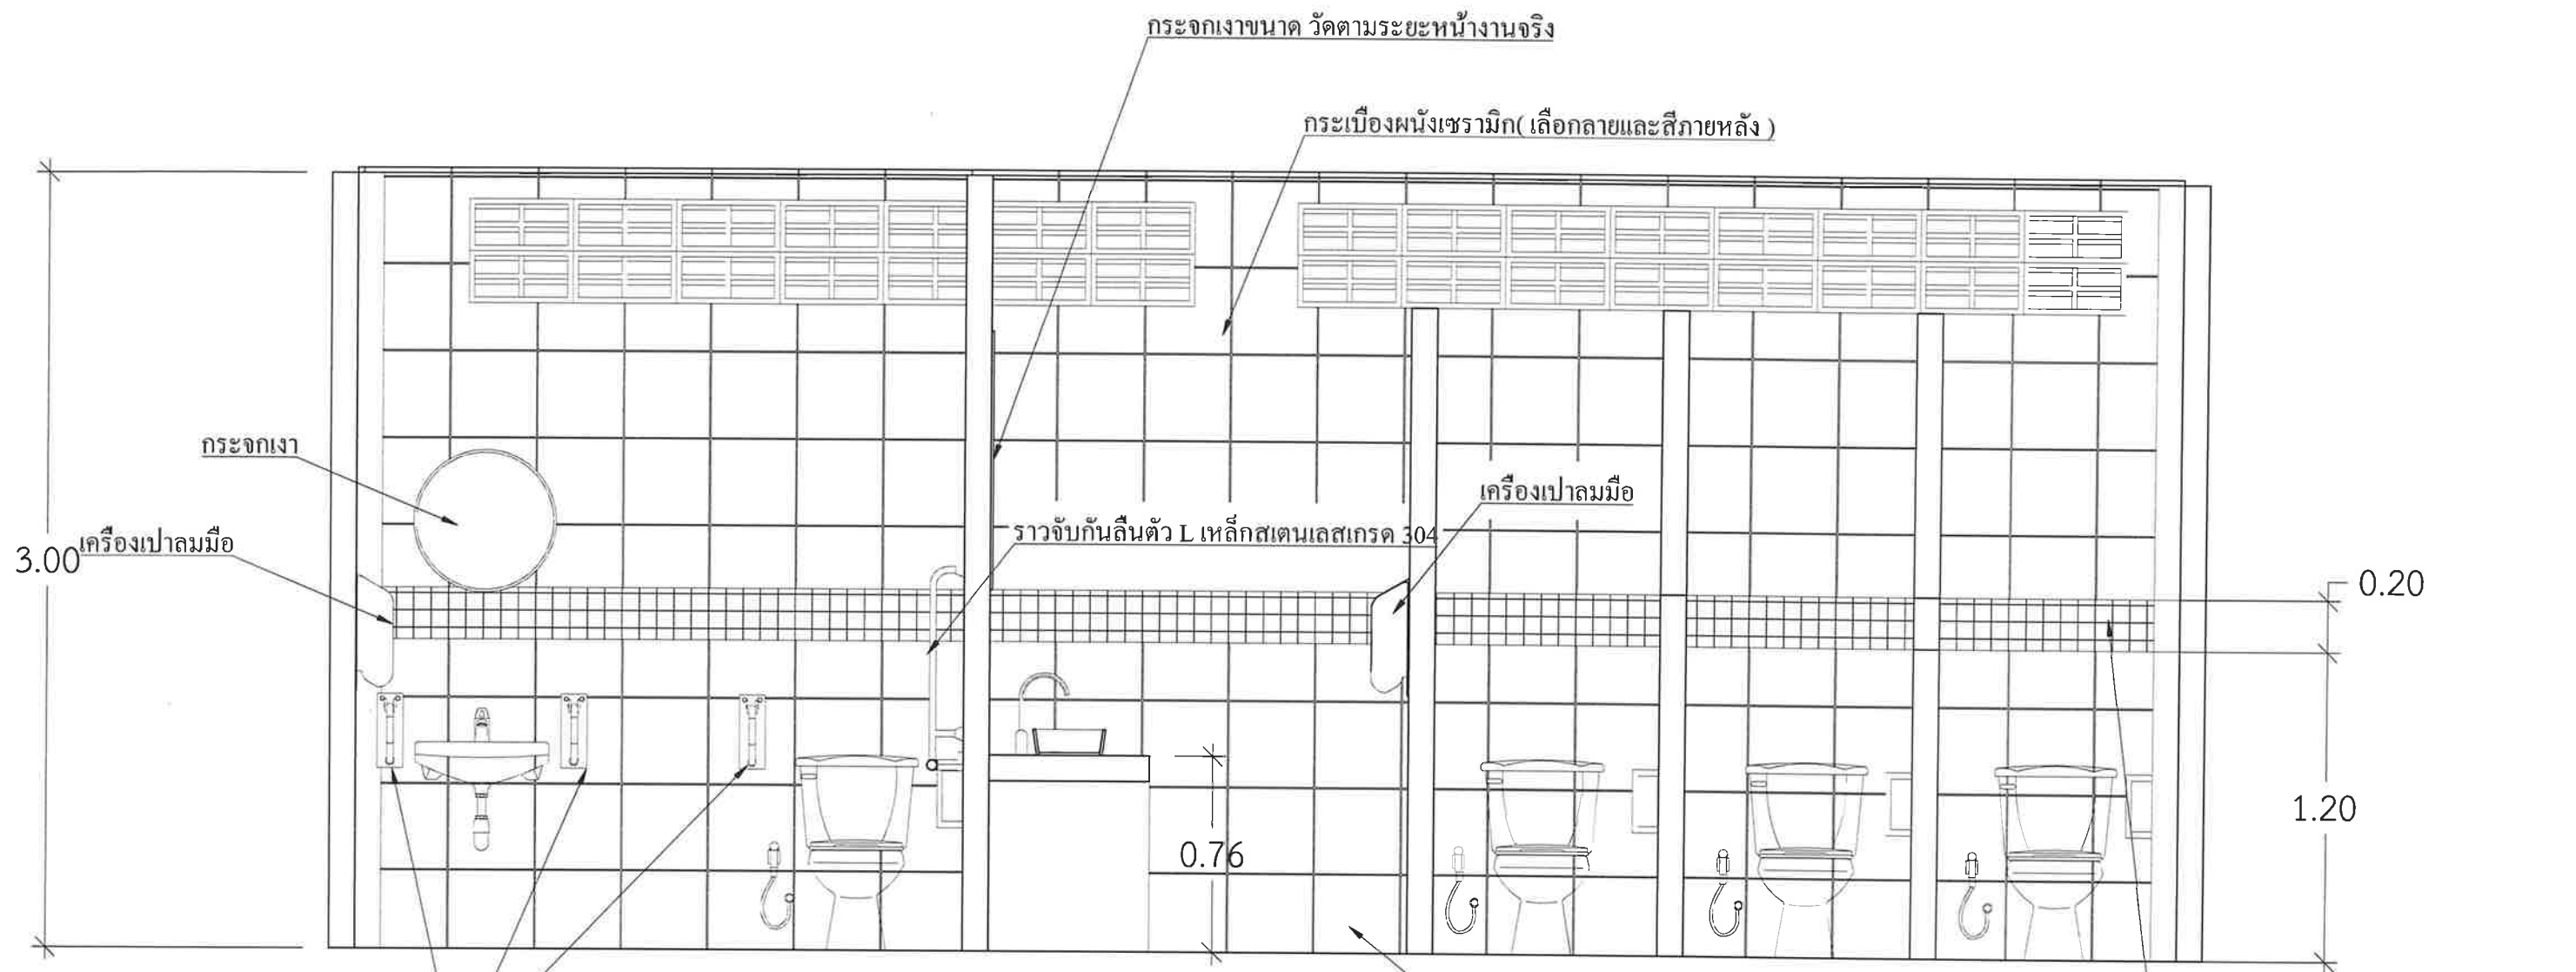 กระจกเงาขนาด วัดตามระยะหน้างานจริง
กระเบื้องผนังเซรามิก( เลือกลายและสีภายหลัง )
กระจกเงา
เครื่องเป่าลมมือ
3.00
ราวจับกันลื่นตัว L เหล็กสเตนเลสเกรด 304
เครื่องเป่าลมมือ
0.20
0.76
1.20